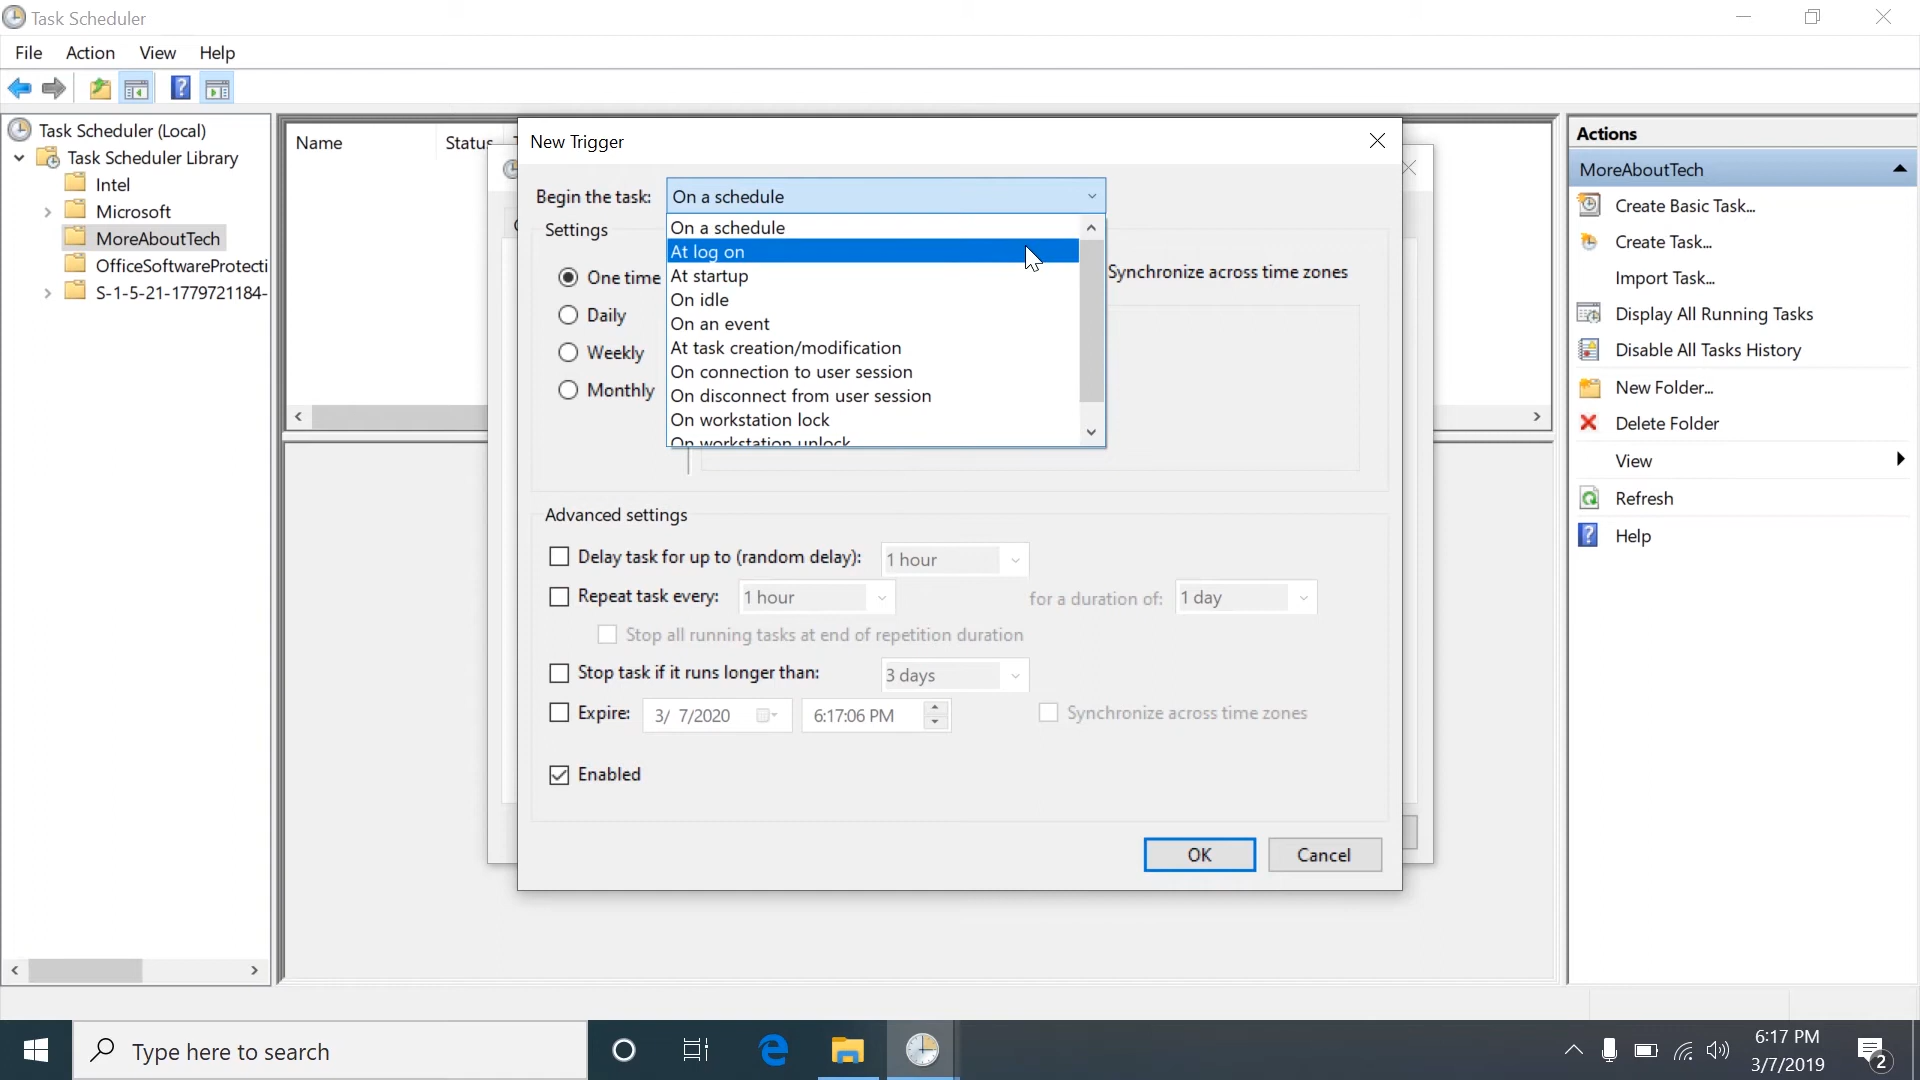 Task Scheduler
File Action View Help
Task Scheduler (Local)
Task Scheduler Library
Intel
Microsoft
MoreAboutTech
OfficeSoftwareProtecti
S-1-5-21-1779721184-
Name Status
New Trigger
Begin the task: On a schedule
On a schedule
At log on
At startup
On idle
On an event
At task creation/modification
On connection to user session
On disconnect from user session
On workstation lock
On workstation unlock
Settings
One time
Daily
Weekly
Monthly
Synchronize across time zones
Advanced settings
Delay task for up to (random delay): 1 hour
Repeat task every: 1 hour for a duration of: 1 day
Stop all running tasks at end of repetition duration
Stop task if it runs longer than: 3 days
Expire: 3/ 7/2020 6:17:06 PM Synchronize across time zones
Enabled
OK Cancel
Actions
MoreAboutTech
Create Basic Task...
Create Task...
Import Task...
Display All Running Tasks
Disable All Tasks History
New Folder...
Delete Folder
View
Refresh
Help
Type here to search
6:17 PM
3/7/2019
2